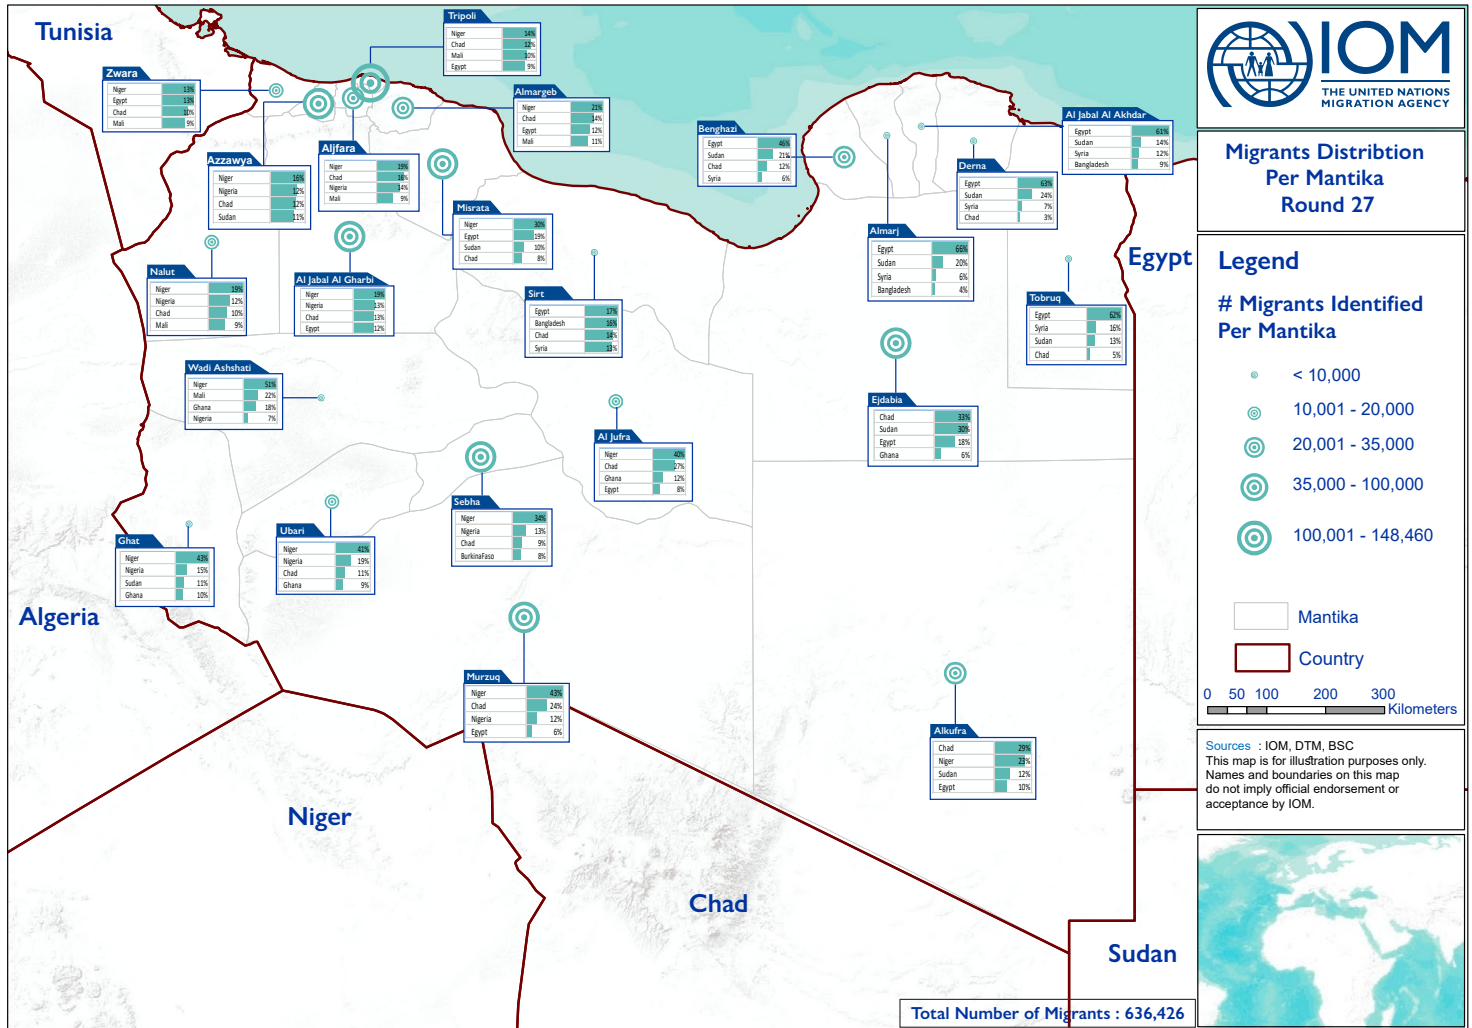 Tunisia
Tripoli
Niger 14%
Chad 12%
Mali 10%
Egypt 9%
Zwara
Niger 13%
Egypt 13%
Chad 10%
Mali 9%
Almargeb
Niger 21%
Chad 14%
Egypt 12%
Mali 11%
Azzawya
Niger 16%
Nigeria 12%
Chad 12%
Sudan 11%
Aljfara
Niger 19%
Chad 16%
Nigeria 14%
Mali 9%
Benghazi
Egypt 46%
Sudan 21%
Chad 12%
Syria 6%
Al Jabal Al Akhdar
Egypt 61%
Sudan 14%
Syria 12%
Bangladesh 9%
Derna
Egypt 63%
Sudan 24%
Syria 7%
Chad 3%
Misrata
Niger 30%
Egypt 19%
Sudan 10%
Chad 8%
Almarj
Egypt 66%
Sudan 20%
Syria 6%
Bangladesh 4%
Egypt
Nalut
Niger 19%
Nigeria 12%
Chad 10%
Mali 9%
Al Jabal Al Gharbi
Niger 19%
Nigeria 13%
Chad 13%
Egypt 12%
Sirt
Egypt 17%
Bangladesh 16%
Chad 14%
Syria 13%
Tobruq
Egypt 62%
Syria 16%
Sudan 13%
Chad 5%
Wadi Ashshati
Niger 51%
Mali 22%
Ghana 18%
Nigeria 7%
Ejdabia
Chad 33%
Sudan 30%
Egypt 18%
Ghana 6%
Al Jufra
Niger 40%
Chad 27%
Ghana 12%
Egypt 8%
Sebha
Niger 34%
Nigeria 13%
Chad 9%
BurkinaFaso 8%
Ubari
Niger 41%
Nigeria 19%
Chad 11%
Ghana 9%
Ghat
Niger 43%
Nigeria 15%
Sudan 11%
Ghana 10%
Algeria
Murzuq
Niger 43%
Chad 24%
Nigeria 12%
Egypt 6%
Alkufra
Chad 29%
Niger 23%
Sudan 12%
Egypt 10%
Niger
Chad
Sudan
Total Number of Migrants : 636,426
IOM
THE UNITED NATIONS
MIGRATION AGENCY
Migrants Distribtion
Per Mantika
Round 27
Legend
# Migrants Identified
Per Mantika
< 10,000
10,001 - 20,000
20,001 - 35,000
35,000 - 100,000
100,001 - 148,460
Mantika
Country
0 50 100 200 300
Kilometers
Sources : IOM, DTM, BSC
This map is for illustration purposes only.
Names and boundaries on this map
do not imply official endorsement or
acceptance by IOM.